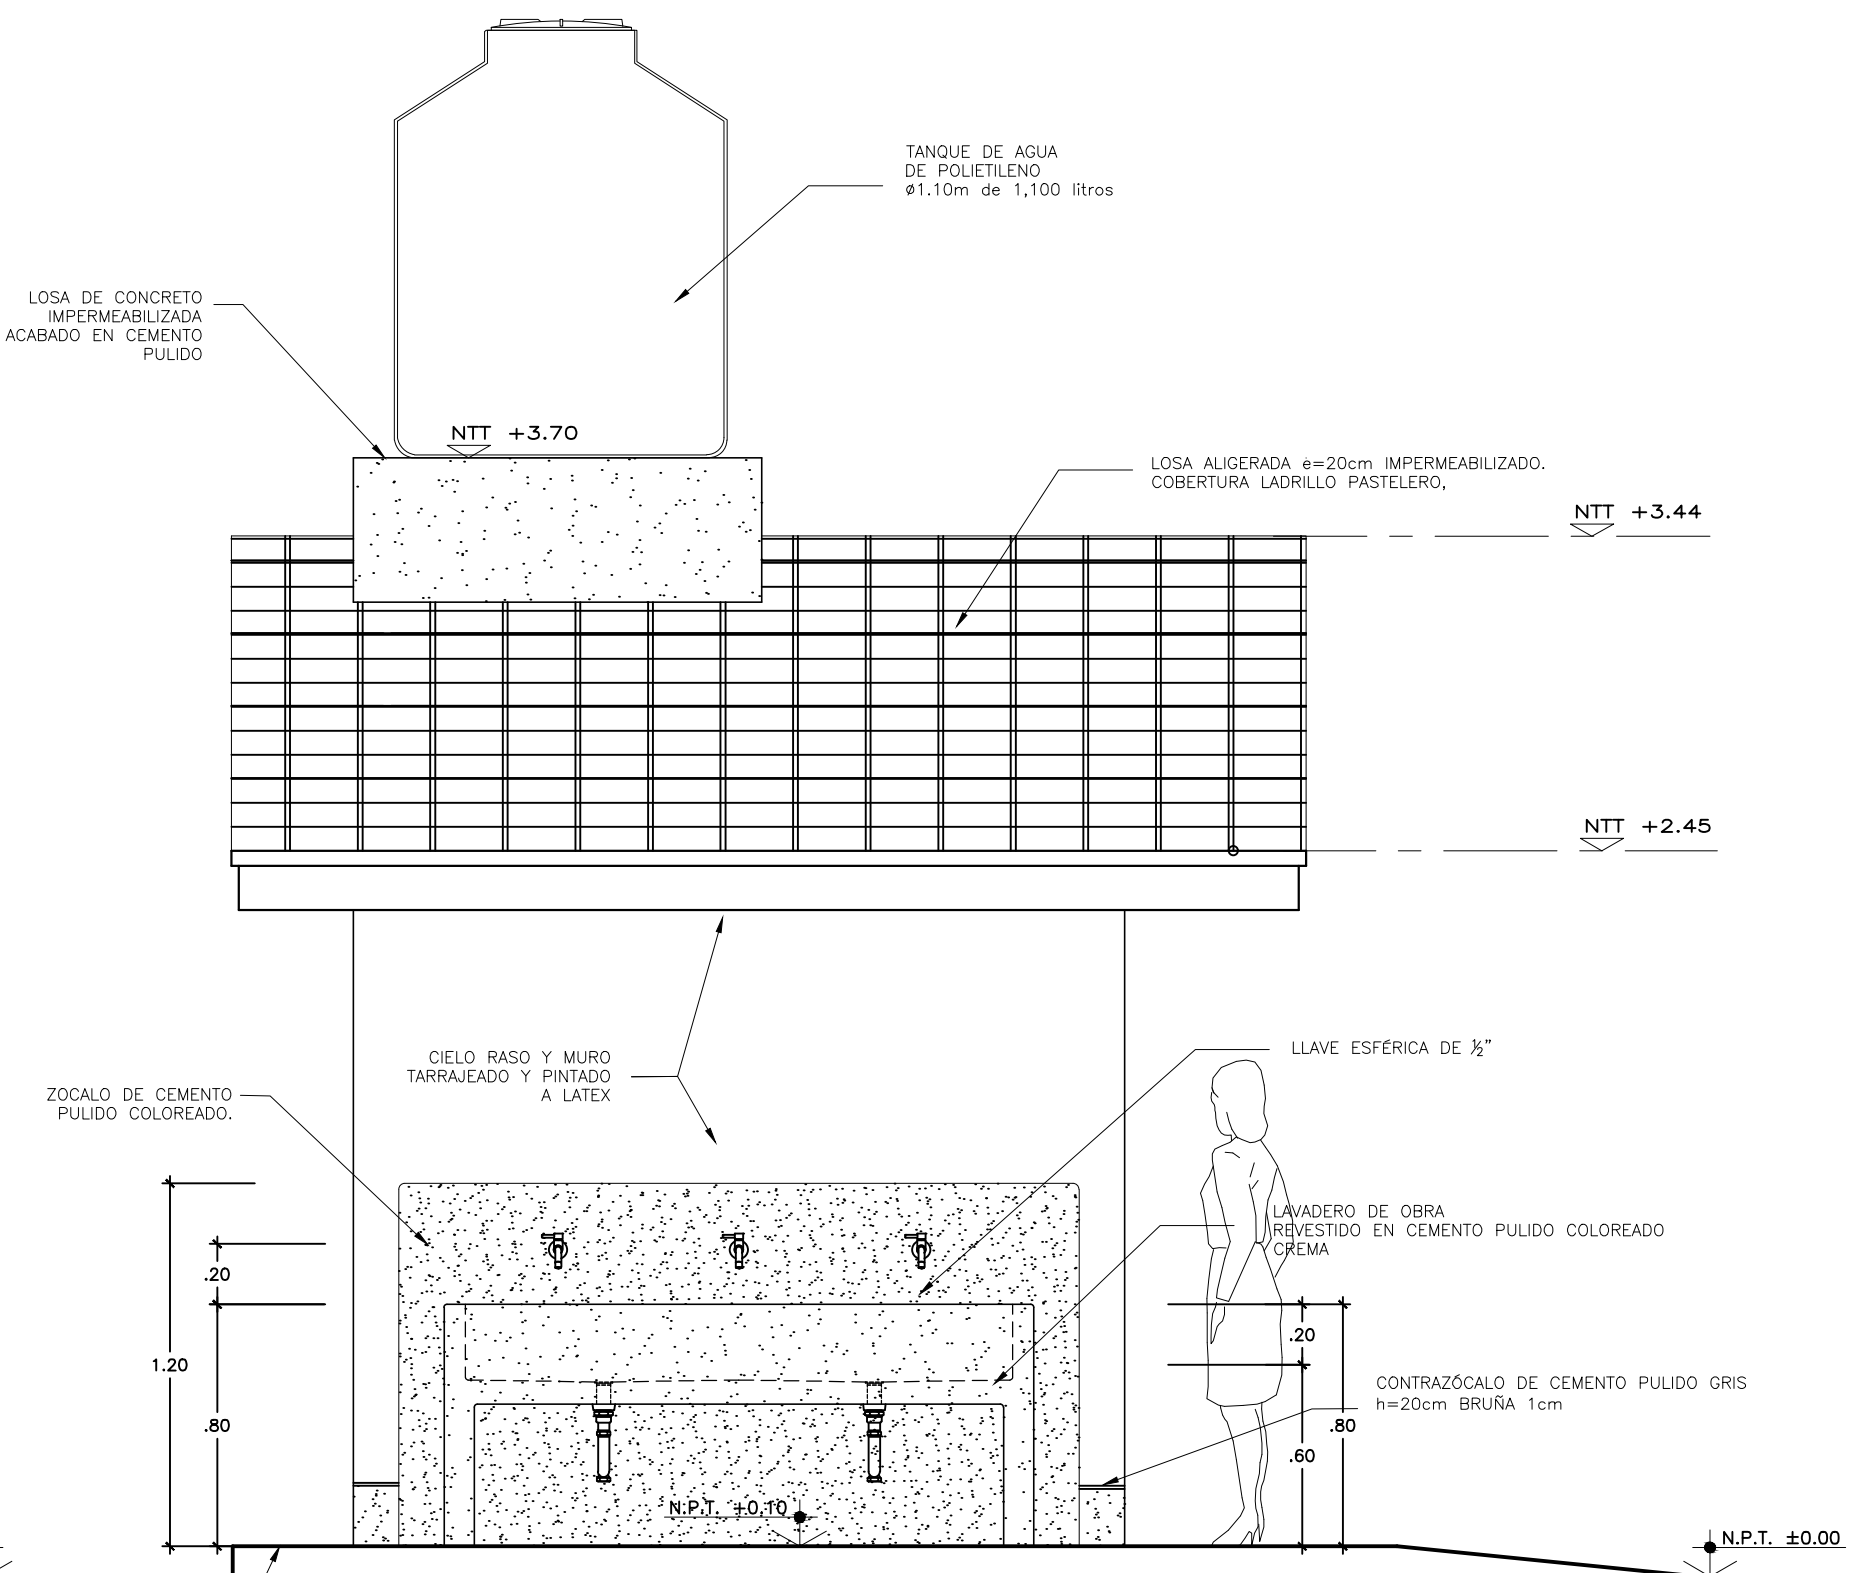 TANQUE DE AGUA
DE POLIETILENO
ø1.10m de 1,100 litros
LOSA DE CONCRETO
IMPERMEABILIZADA
ACABADO EN CEMENTO
PULIDO
NTT +3.70
LOSA ALIGERADA e=20cm IMPERMEABILIZADO.
COBERTURA LADRILLO PASTELERO,
NTT +3.44
NTT +2.45
CIELO RASO Y MURO
TARRAJEADO Y PINTADO
A LATEX
LLAVE ESFÉRICA DE ½”
ZOCALO DE CEMENTO
PULIDO COLOREADO.
LAVADERO DE OBRA
REVESTIDO EN CEMENTO PULIDO COLOREADO
CREMA
.20
1.20
.80
.20
CONTRAZÓCALO DE CEMENTO PULIDO GRIS
h=20cm BRUÑA 1cm
.80
.60
N.P.T. +0.10
N.P.T. ±0.00